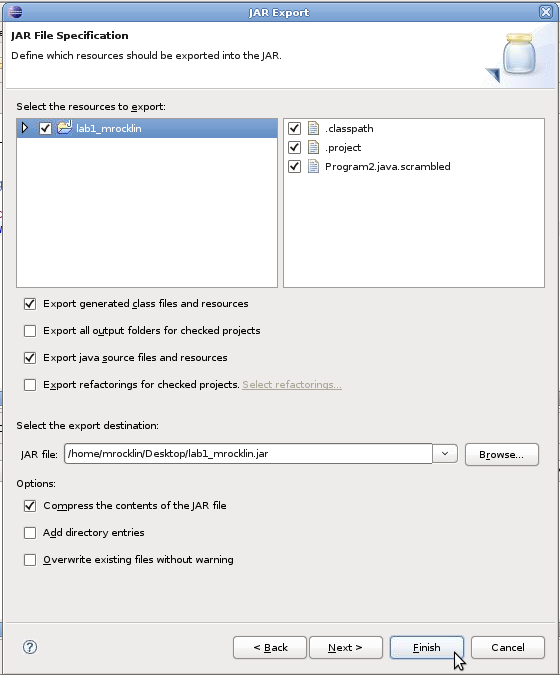 JAR Export
JAR File Specification
Define which resources should be exported into the JAR.
Select the resources to export:
lab1_mrocklin
.classpath
.project
Program2.java.scrambled
Export generated class files and resources
Export all output folders for checked projects
Export java source files and resources
Export refactorings for checked projects. Select refactorings...
Select the export destination:
JAR file: /home/mrocklin/Desktop/lab1_mrocklin.jar Browse...
Options:
Compress the contents of the JAR file
Add directory entries
Overwrite existing files without warning
? < Back Next > Finish Cancel